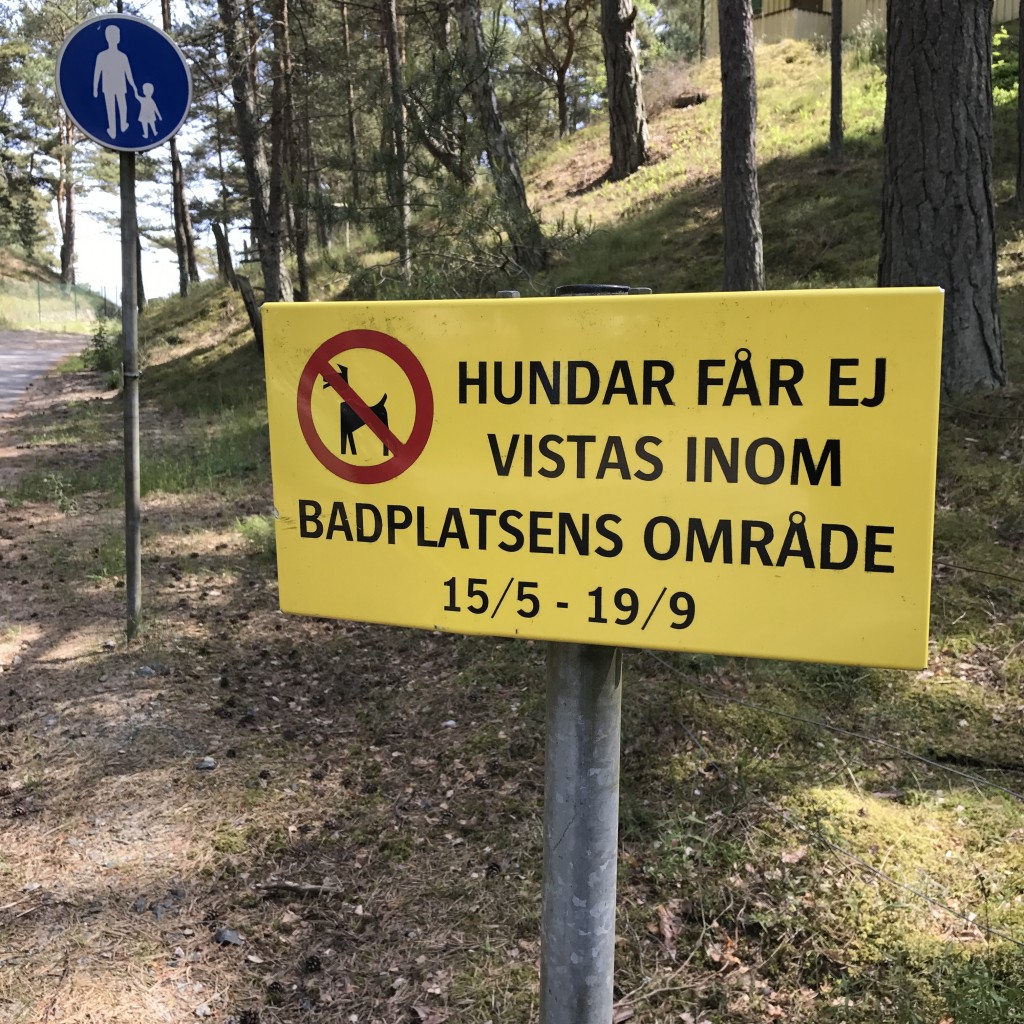 HUNDAR FÅR EJ
VISTAS INOM
BADPLATSENS OMRÅDE
15/5 - 19/9